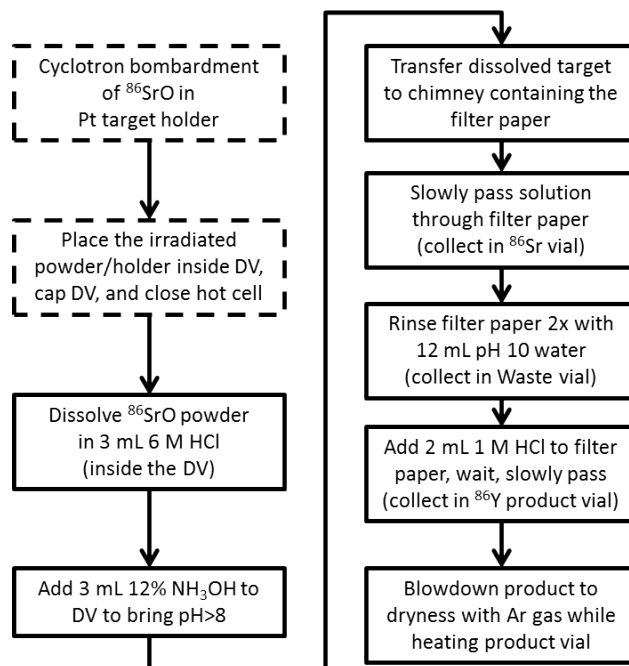 Cyclotron bombardment
of ⁸⁶SrO in
Pt target holder
Place the irradiated
powder/holder inside DV,
cap DV, and close hot cell
Dissolve ⁸⁶SrO powder
in 3 mL 6 M HCl
(inside the DV)
Add 3 mL 12% NH₃OH to
DV to bring pH>8
Transfer dissolved target
to chimney containing the
filter paper
Slowly pass solution
through filter paper
(collect in ⁸⁶Sr vial)
Rinse filter paper 2x with
12 mL pH 10 water
(collect in Waste vial)
Add 2 mL 1 M HCl to filter
paper, wait, slowly pass
(collect in ⁸⁶Y product vial)
Blowdown product to
dryness with Ar gas while
heating product vial